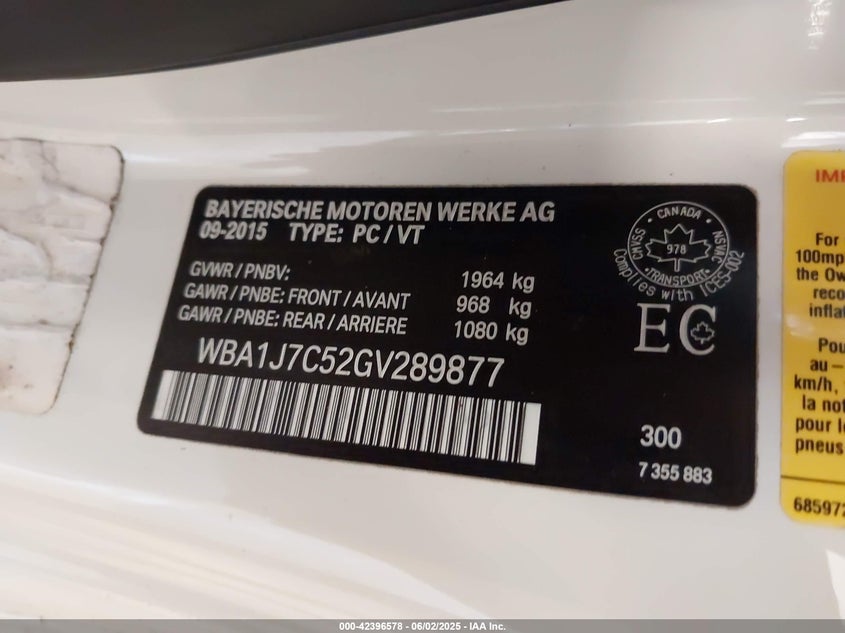 BAYERISCHE MOTOREN WERKE AG
09-2015 TYPE: PC / VT
GVWR / PNBV: 1964 kg
GAWR / PNBE: FRONT / AVANT 968 kg
GAWR / PNBE: REAR / ARRIERE 1080 kg
WBA1J7C52GV289877
CANADA
CMVSS NSVAC
978
TRANSPORT
Complies with ICES-002
EC
300
7 355 883
For
100mp
the Ow
reco
inflat
Pou
au –
km/h,
la not
pour le
pneus
68597
000-42396578 - 06/02/2025 - IAA Inc.